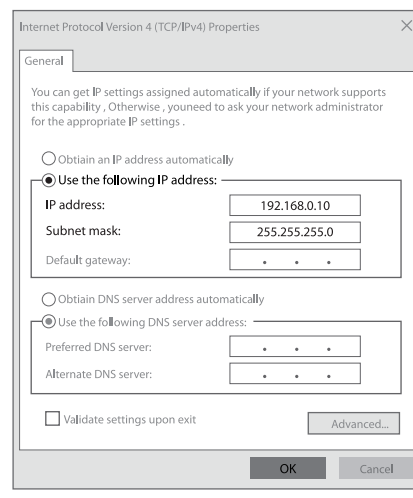 Internet Protocol Version 4 (TCP/IPv4) Properties
General
You can get IP settings assigned automatically if your network supports
this capability , Otherwise , youneed to ask your network administrator
for the appropriate IP settings .
Obtiain an IP address automatically
Use the following IP address:
IP address: 192.168.0.10
Subnet mask: 255.255.255.0
Default gateway: . . .
Obtiain DNS server address automatically
Use the following DNS server address:
Preferred DNS server: . . .
Alternate DNS server: . . .
Validate settings upon exit
Advanced...
OK Cancel